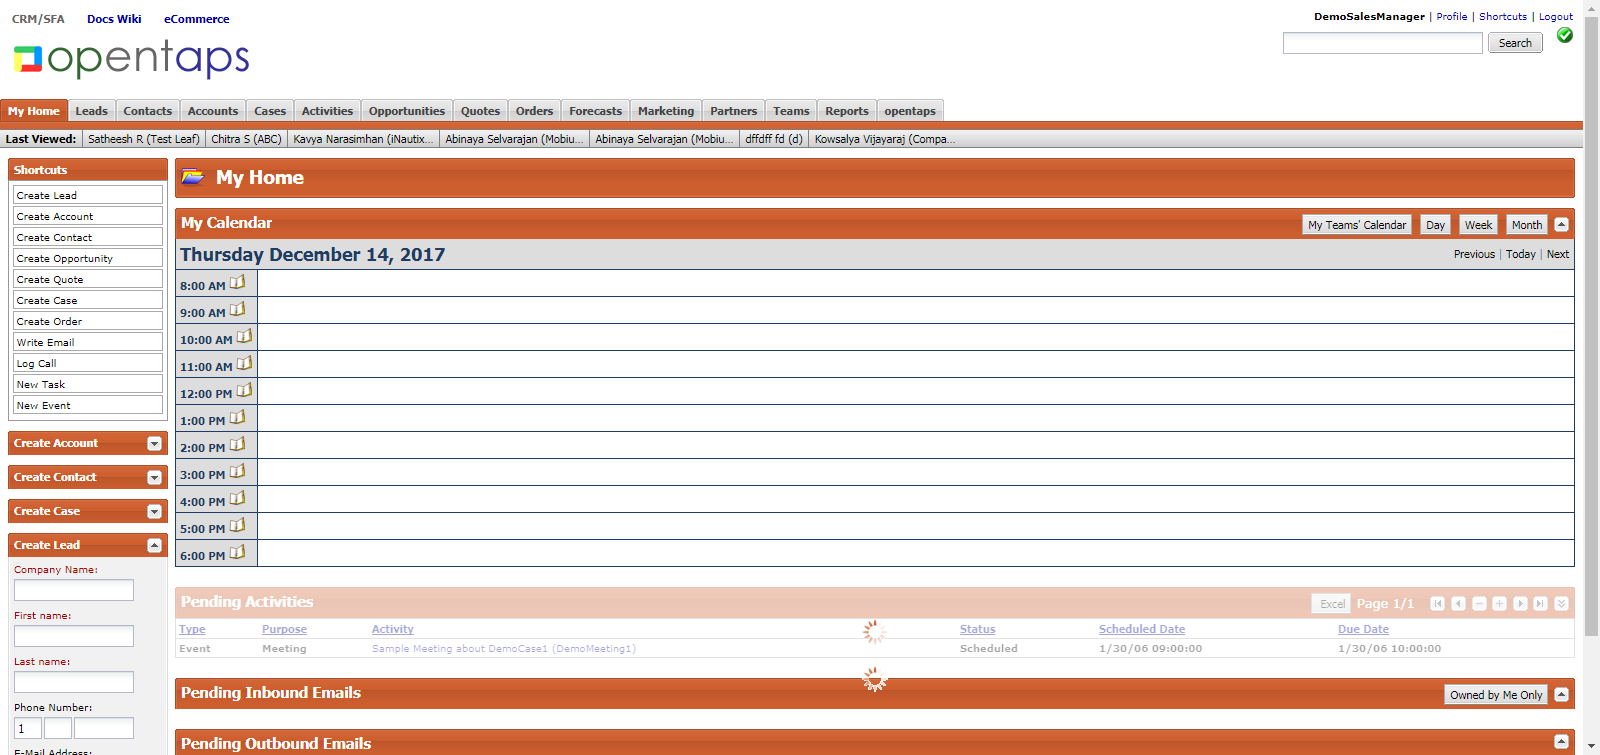 CRM/SFA Docs Wiki eCommerce
DemoSalesManager | Profile | Shortcuts | Logout
opentaps
Search
My Home Leads Contacts Accounts Cases Activities Opportunities Quotes Orders Forecasts Marketing Partners Teams Reports opentaps
Last Viewed: Satheesh R (Test Leaf) Chitra S (ABC) Kavya Narasimhan (iNautix... Abinaya Selvarajan (Mobiu... Abinaya Selvarajan (Mobiu... dffdff fd (d) Kowsalya Vijayaraj (Compa...
Shortcuts
Create Lead
Create Account
Create Contact
Create Opportunity
Create Quote
Create Case
Create Order
Write Email
Log Call
New Task
New Event
Create Account
Create Contact
Create Case
Create Lead
Company Name:
First name:
Last name:
Phone Number:
1
E-Mail Address:
My Home
My Calendar
My Teams' Calendar Day Week Month
Thursday December 14, 2017
Previous | Today | Next
8:00 AM
9:00 AM
10:00 AM
11:00 AM
12:00 PM
1:00 PM
2:00 PM
3:00 PM
4:00 PM
5:00 PM
6:00 PM
Pending Activities
Excel Page 1/1
Type Purpose Activity Status Scheduled Date Due Date
Event Meeting Sample Meeting about DemoCase1 (DemoMeeting1) Scheduled 1/30/06 09:00:00 1/30/06 10:00:00
Pending Inbound Emails
Owned by Me Only
Pending Outbound Emails